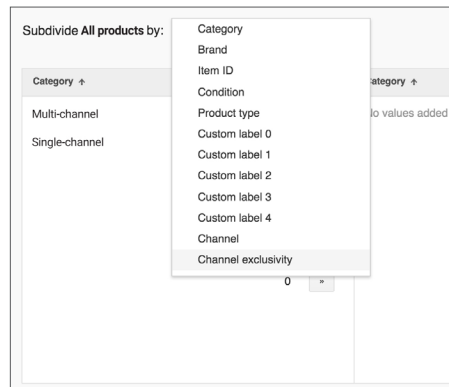 Subdivide All products by:
Category
Brand
Item ID
Condition
Product type
Custom label 0
Custom label 1
Custom label 2
Custom label 3
Custom label 4
Channel
Channel exclusivity
Category ↑
Multi-channel
Single-channel
0 »
ategory ↑
lo values added